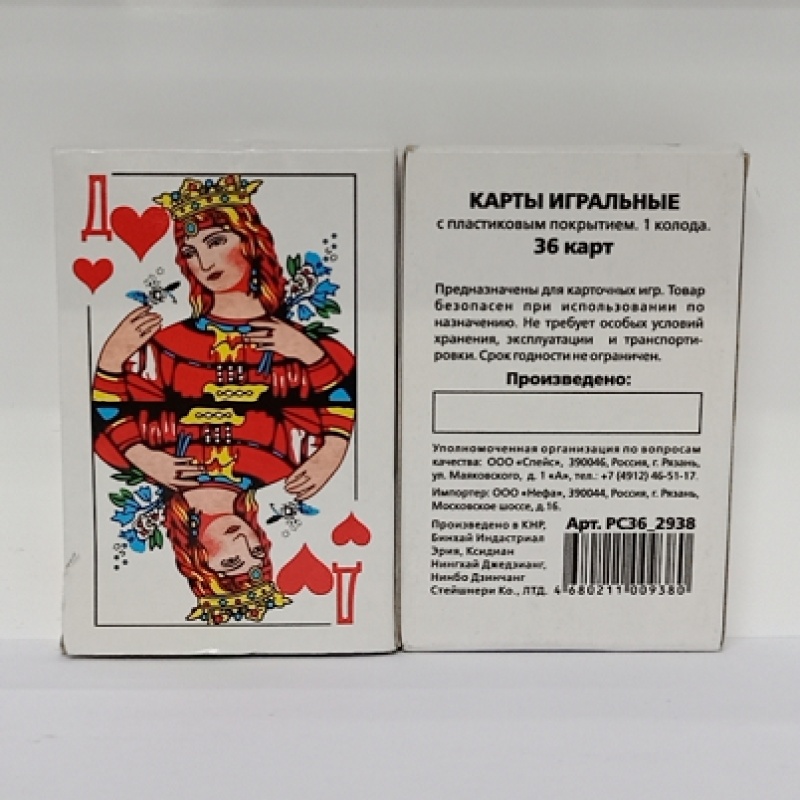 Д
КАРТЫ ИГРАЛЬНЫЕ
с пластиковым покрытием. 1 колода.
36 карт
Предназначены для карточных игр. Товар
безопасен при использовании по
назначению. Не требует особых условий
хранения, эксплуатации и транспорти-
ровки. Срок годности не ограничен.
Произведено:
Уполномоченная организация по вопросам
качества: ООО «Спейс», 390046, Россия, г. Рязань,
ул. Маяковского, д. 1 «А», тел.: +7 (4912) 46-51-17.
Импортер: ООО «Нефа», 390044, Россия, г. Рязань,
Московское шоссе, д.16.
Произведено в КНР,
Бинхай Индастриал
Эрия, Ксидиан
Нингхай Джедзианг,
Нинбо Дзинчанг
Стейшнери Ко., ЛТД.
Арт. PC36_2938
4 680211 009380
Д